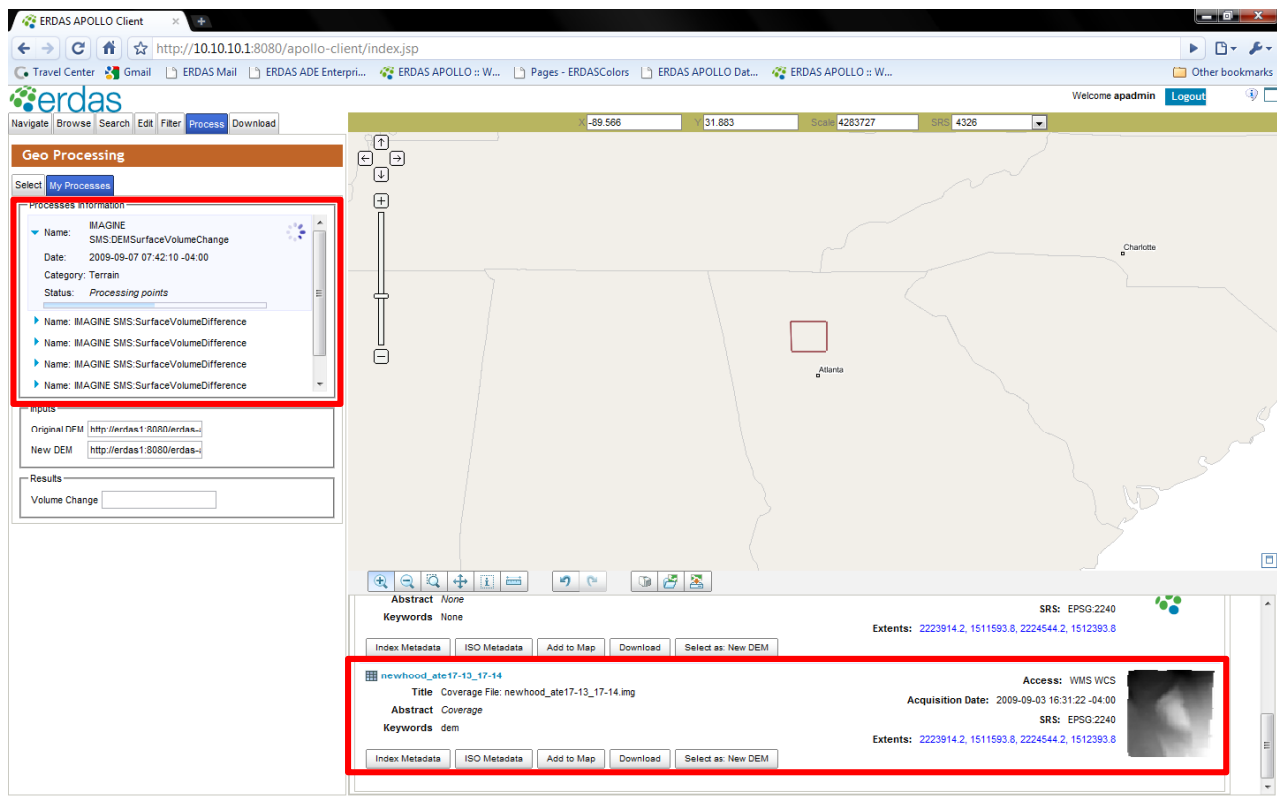 ERDAS APOLLO Client
http://10.10.10.1:8080/apollo-client/index.jsp
Travel Center Gmail ERDAS Mail ERDAS ADE Enterpri... ERDAS APOLLO :: W... Pages - ERDASColors ERDAS APOLLO Dat... ERDAS APOLLO :: W... Other bookmarks
erdas
Welcome apadmin Logout
Navigate Browse Search Edit Filter Process Download
X -89.566 Y 31.883 Scale 4283727 SRS 4326
Geo Processing
Select My Processes
Processes Information
Name: IMAGINE
SMS:DEMSurfaceVolumeChange
Date: 2009-09-07 07:42:10 -04:00
Category: Terrain
Status: Processing points
Name: IMAGINE SMS:SurfaceVolumeDifference
Name: IMAGINE SMS:SurfaceVolumeDifference
Name: IMAGINE SMS:SurfaceVolumeDifference
Name: IMAGINE SMS:SurfaceVolumeDifference
Inputs
Original DEM http://erdas1:8080/erdas-
New DEM http://erdas1:8080/erdas-
Results
Volume Change
Charlotte
Atlanta
Abstract None
Keywords None
SRS: EPSG:2240
Extents: 2223914.2, 1511593.8, 2224544.2, 1512393.8
Index Metadata ISO Metadata Add to Map Download Select as: New DEM
newhood_ate17-13_17-14
Title Coverage File: newhood_ate17-13_17-14.img
Abstract Coverage
Keywords dem
Access: WMS WCS
Acquisition Date: 2009-09-03 16:31:22 -04:00
SRS: EPSG:2240
Extents: 2223914.2, 1511593.8, 2224544.2, 1512393.8
Index Metadata ISO Metadata Add to Map Download Select as: New DEM